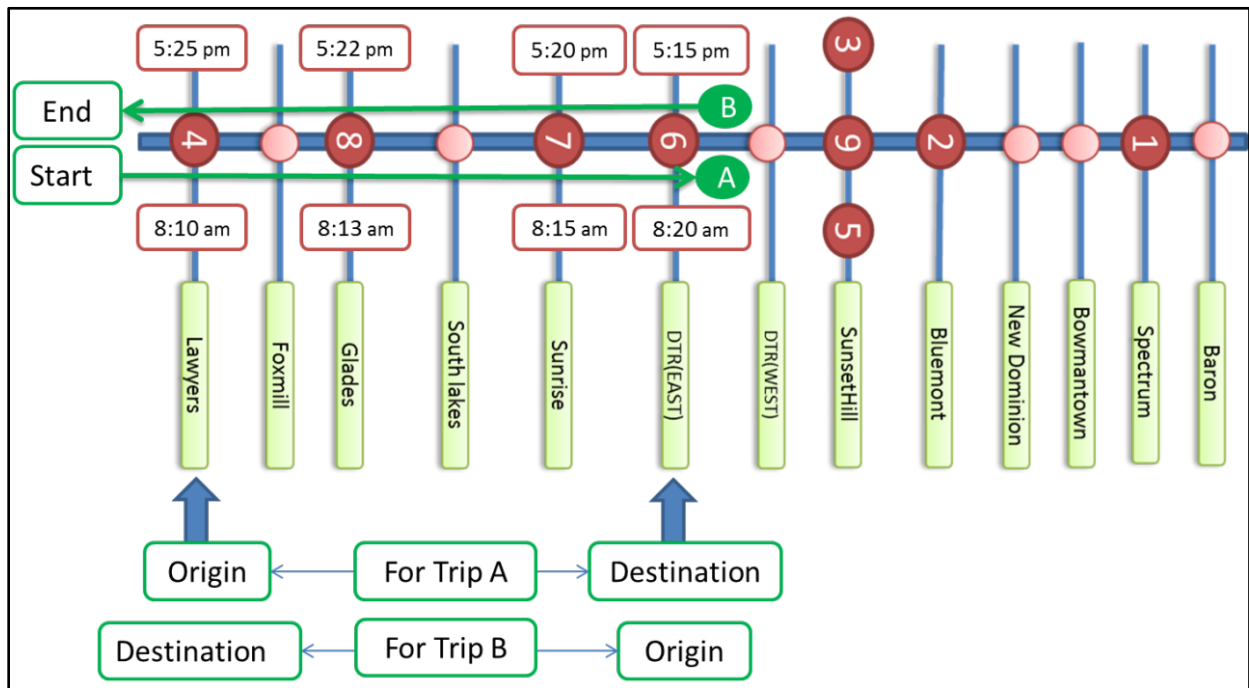 5:25 pm
5:22 pm
5:20 pm
5:15 pm
3
End
B
4
8
7
6
9
2
1
Start
A
8:10 am
8:13 am
8:15 am
8:20 am
5
Lawyers
Foxmill
Glades
South lakes
Sunrise
DTR(EAST)
DTR(WEST)
SunsetHill
Bluemont
New Dominion
Bowmantown
Spectrum
Baron
Origin
For Trip A
Destination
Destination
For Trip B
Origin